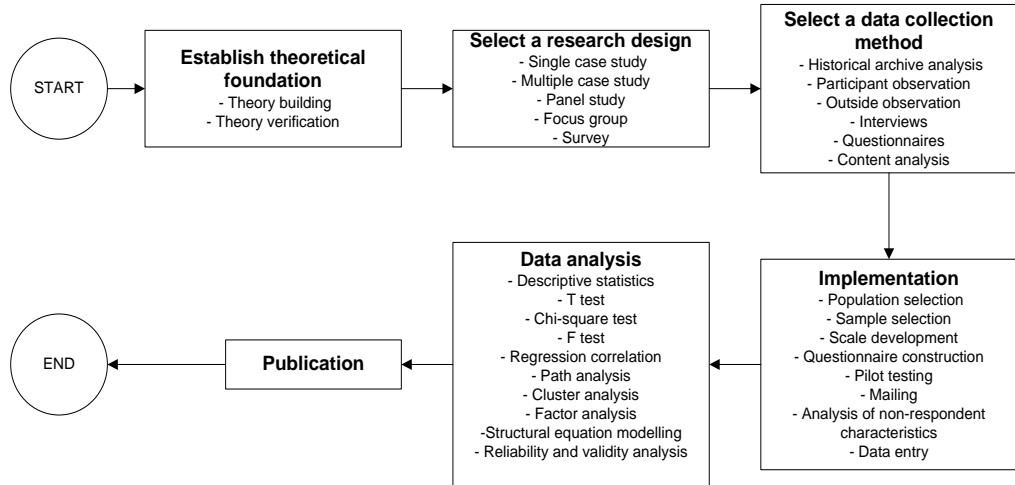 START
Establish theoretical
foundation
- Theory building
- Theory verification
Select a research design
- Single case study
- Multiple case study
- Panel study
- Focus group
- Survey
Select a data collection
method
- Historical archive analysis
- Participant observation
- Outside observation
- Interviews
- Questionnaires
- Content analysis
Implementation
- Population selection
- Sample selection
- Scale development
- Questionnaire construction
- Pilot testing
- Mailing
- Analysis of non-respondent
characteristics
- Data entry
Data analysis
- Descriptive statistics
- T test
- Chi-square test
- F test
- Regression correlation
- Path analysis
- Cluster analysis
- Factor analysis
-Structural equation modelling
- Reliability and validity analysis
Publication
END